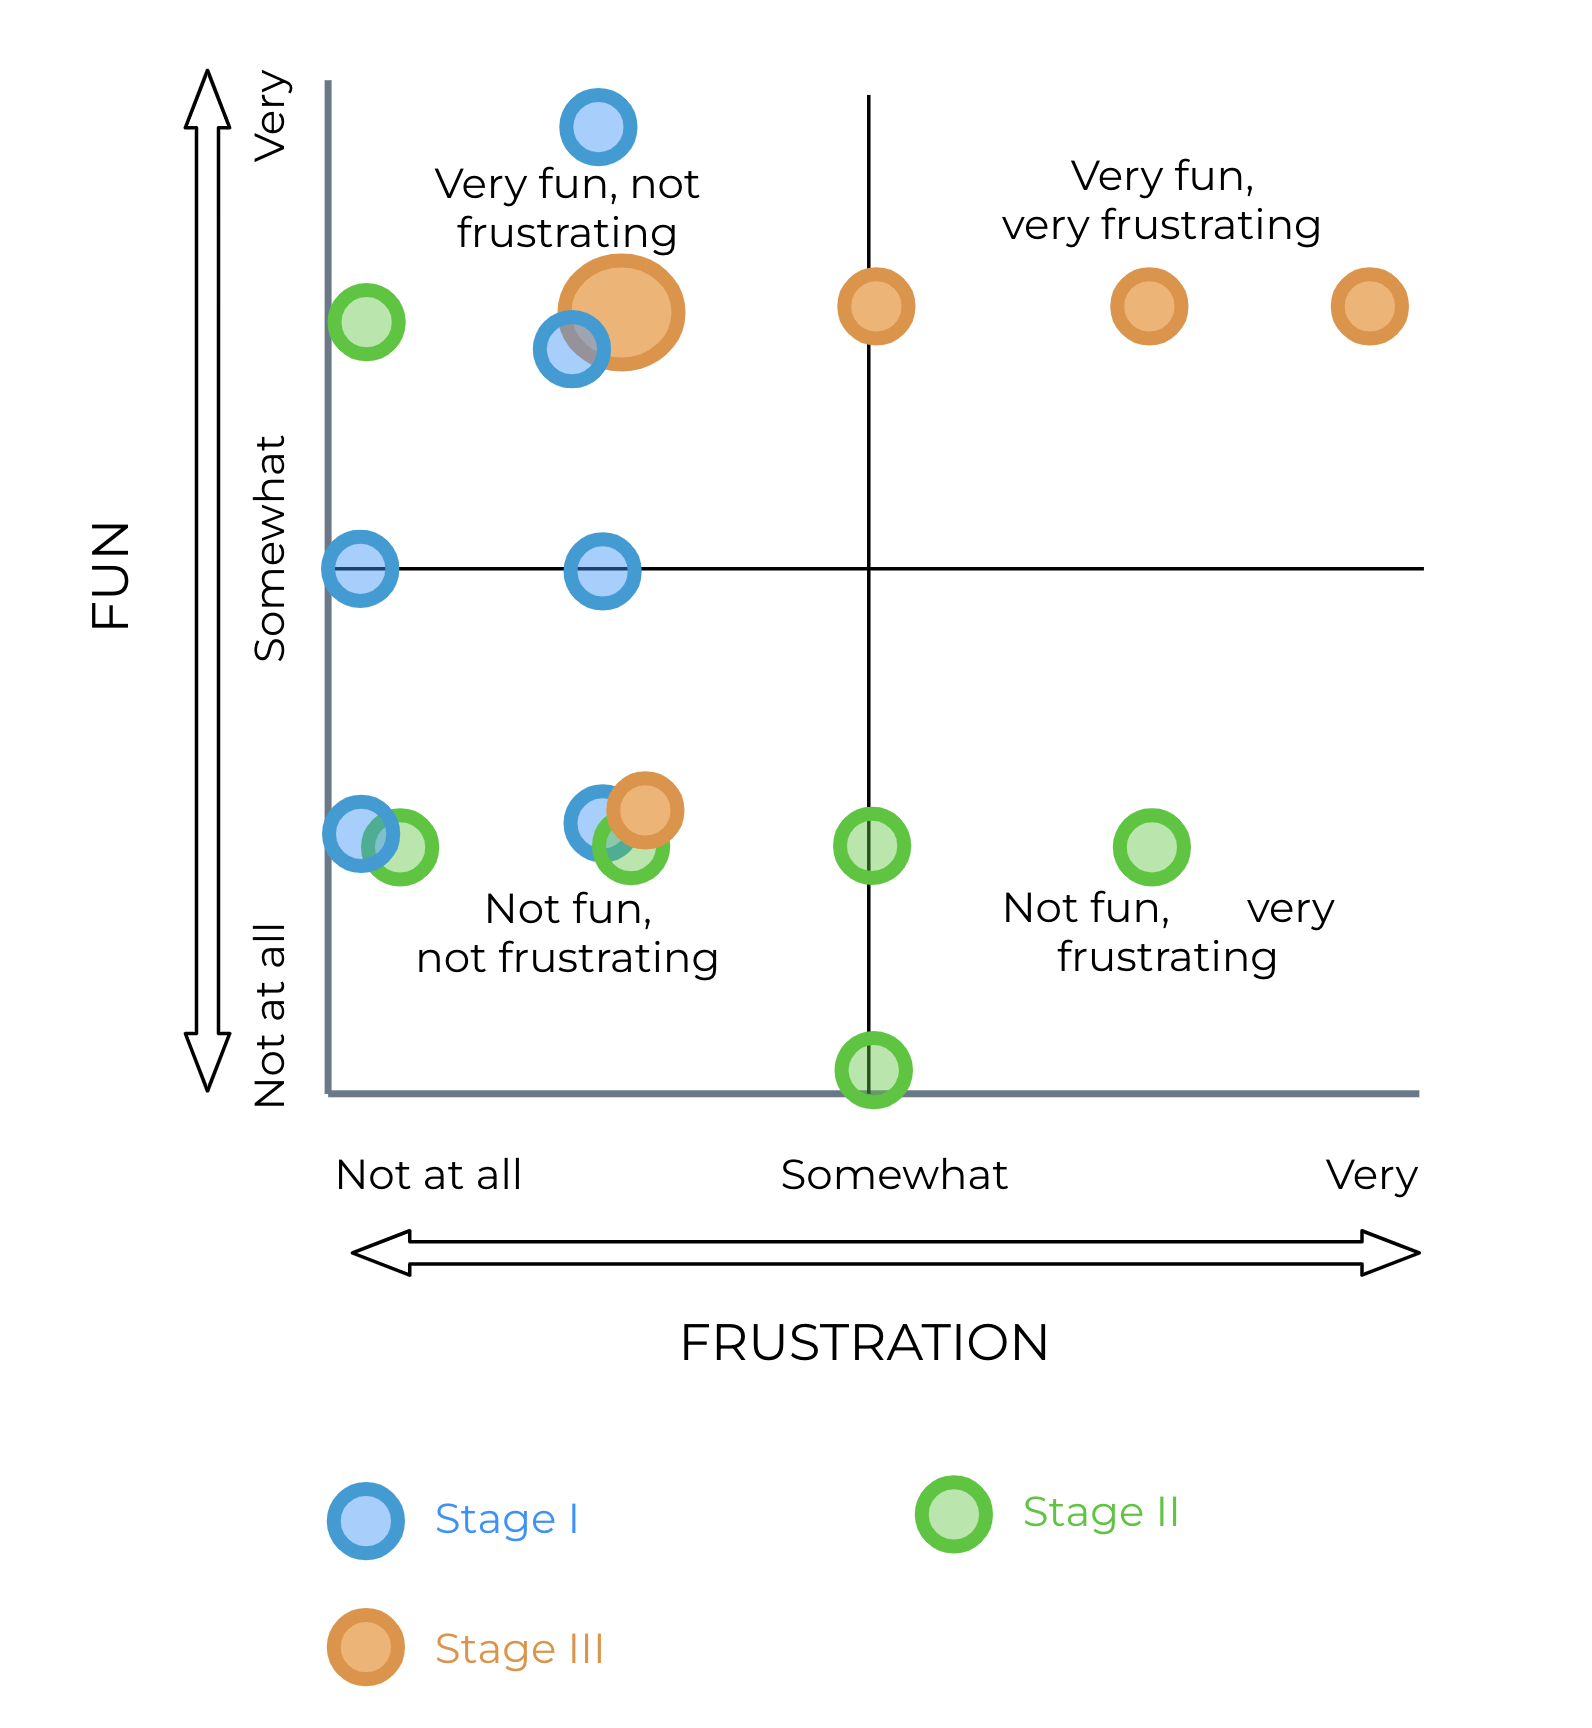 Very
Very fun, not
frustrating
Very fun,
very frustrating
Somewhat
FUN
Not at all
Not fun,
not frustrating
Not fun, very
frustrating
Not at all
Somewhat
Very
FRUSTRATION
Stage I
Stage II
Stage III